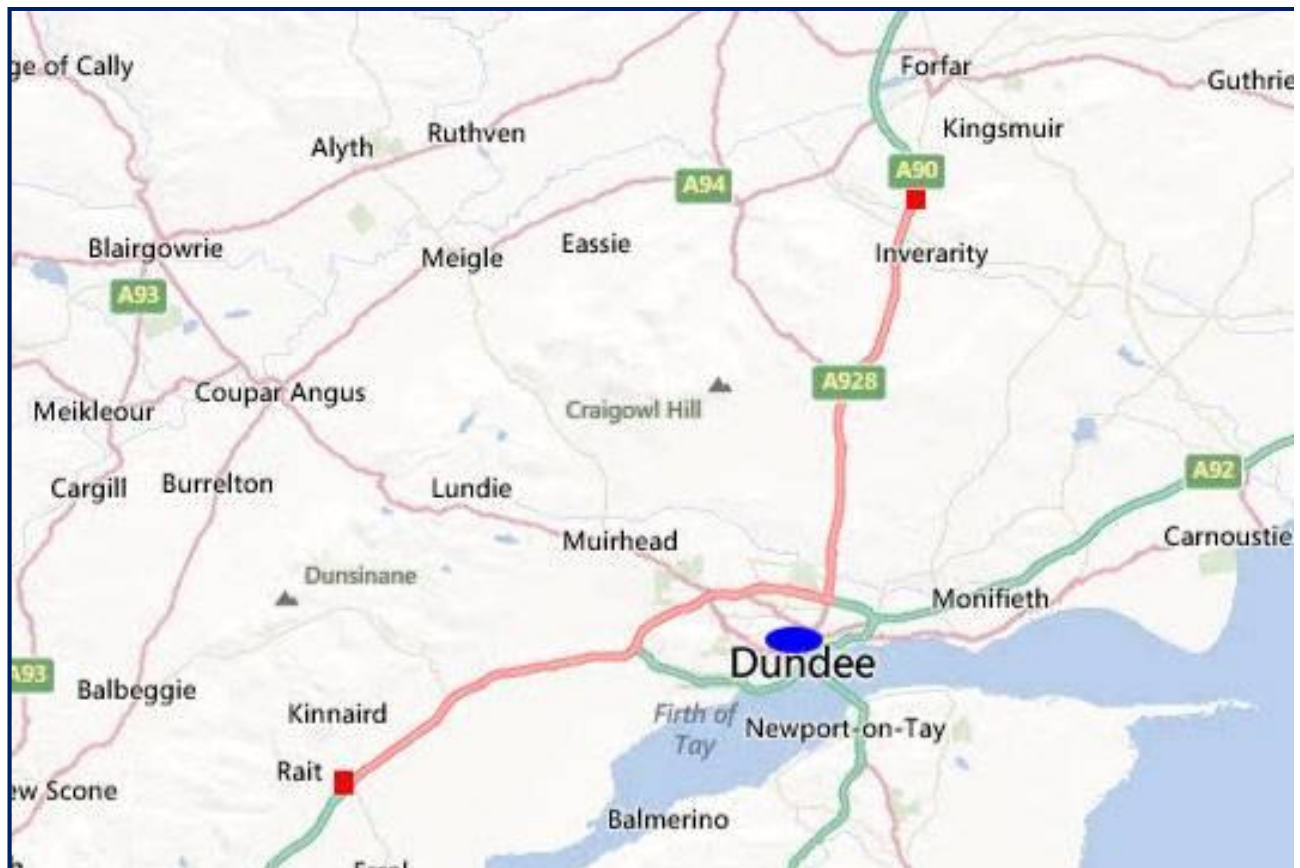 ge of Cally
Forfar
Guthrie
Ruthven
Kingsmuir
Alyth
A90
A94
Blairgowrie
Eassie
Inverarity
Meigle
A93
A928
Coupar Angus
Meikleour
Craigowl Hill
A92
Cargill
Burrelton
Lundie
Muirhead
Carnoustie
Dunsinane
Monifieth
Dundee
A93
Balbeggie
Kinnaird
Firth of
Tay
Newport-on-Tay
Rait
ew Scone
Balmerino